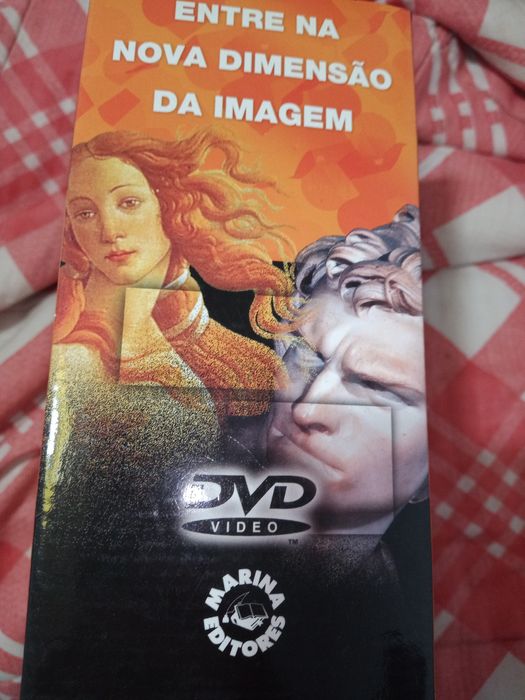 ENTRE NA
NOVA DIMENSÃO
DA IMAGEM
DVD
VIDEO
TM
MARINA
EDITORES